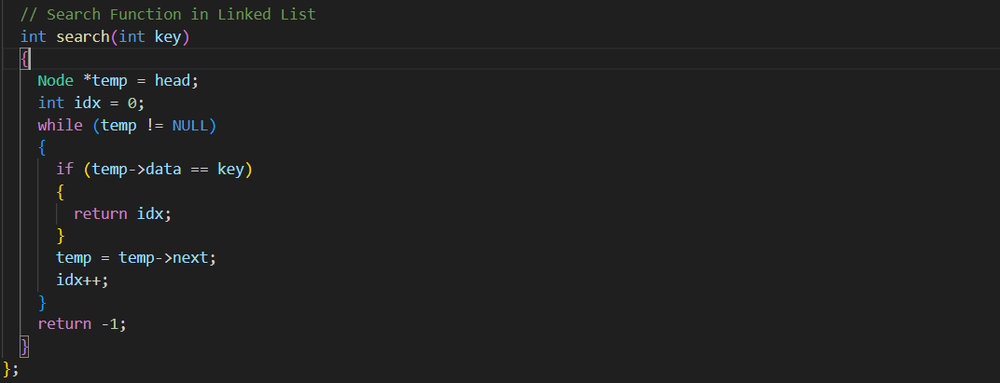 // Search Function in Linked List
int search(int key)
{
Node *temp = head;
int idx = 0;
while (temp != NULL)
{
if (temp->data == key)
{
return idx;
}
temp = temp->next;
idx++;
}
return -1;
}
};